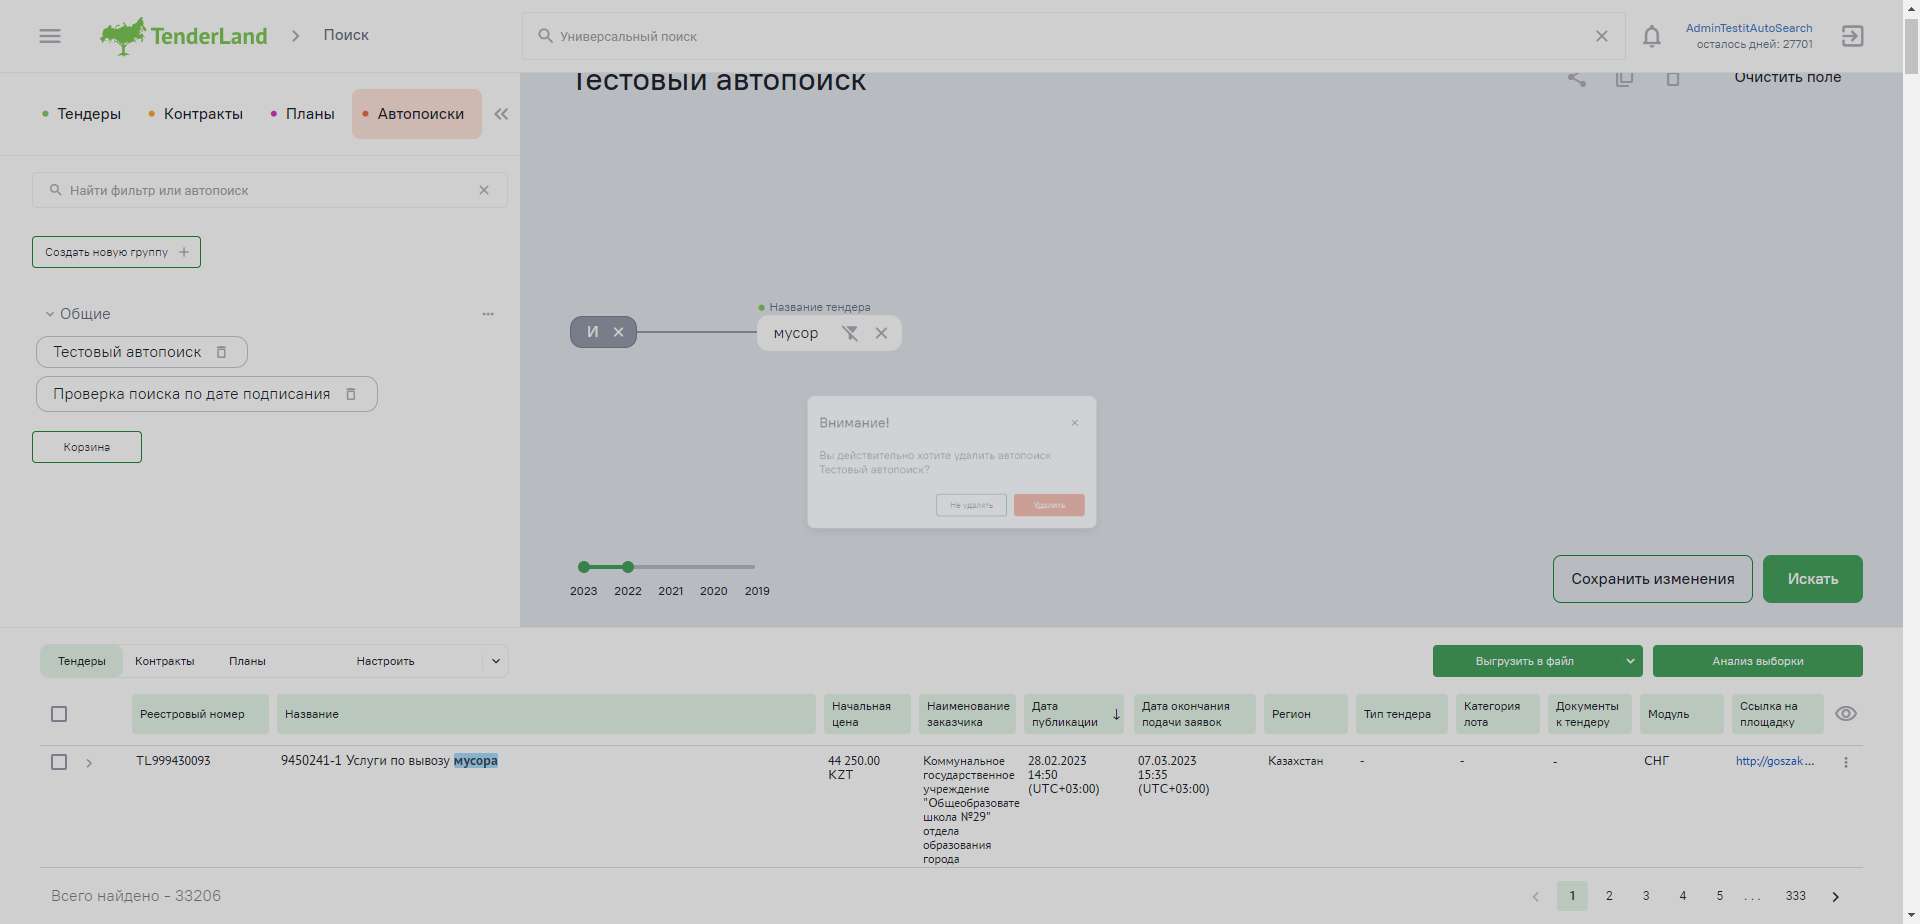 TenderLand
Поиск
Универсальный поиск
AdminTestitAutoSearch
осталось дней: 27701
Тендеры
Контракты
Планы
Автопоиски
Найти фильтр или автопоиск
Создать новую группу
Общие
Тестовый автопоиск
Проверка поиска по дате подписания
Корзина
Тестовый автопоиск
Очистить поле
И
Название тендера
мусор
Внимание!
Вы действительно хотите удалить автопоиск
Тестовый автопоиск?
Не удалять
Удалить
2023 2022 2021 2020 2019
Сохранить изменения
Искать
Тендеры
Контракты
Планы
Настроить
Выгрузить в файл
Анализ выборки
Реестровый номер
Название
Начальная
цена
Наименование
заказчика
Дата
публикации
Дата окончания
подачи заявок
Регион
Тип тендера
Категория
лота
Документы
к тендеру
Модуль
Ссылка на
площадку
TL999430093
9450241-1 Услуги по вывозу мусора
44 250.00
KZT
Коммунальное
государственное
учреждение
"Общеобразовате
школа №29"
отдела
образования
города
28.02.2023
14:50
(UTC+03:00)
07.03.2023
15:35
(UTC+03:00)
Казахстан
-
-
-
СНГ
http://goszak...
Всего найдено - 33206
1 2 3 4 5 ... 333